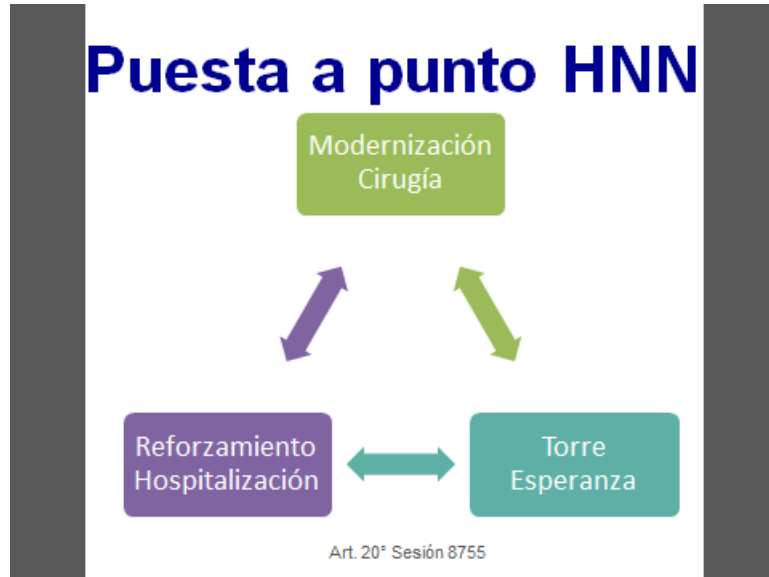 Puesta a punto HNN
Modernización
Cirugía
Reforzamiento
Hospitalización
Torre
Esperanza
Art. 20° Sesión 8755